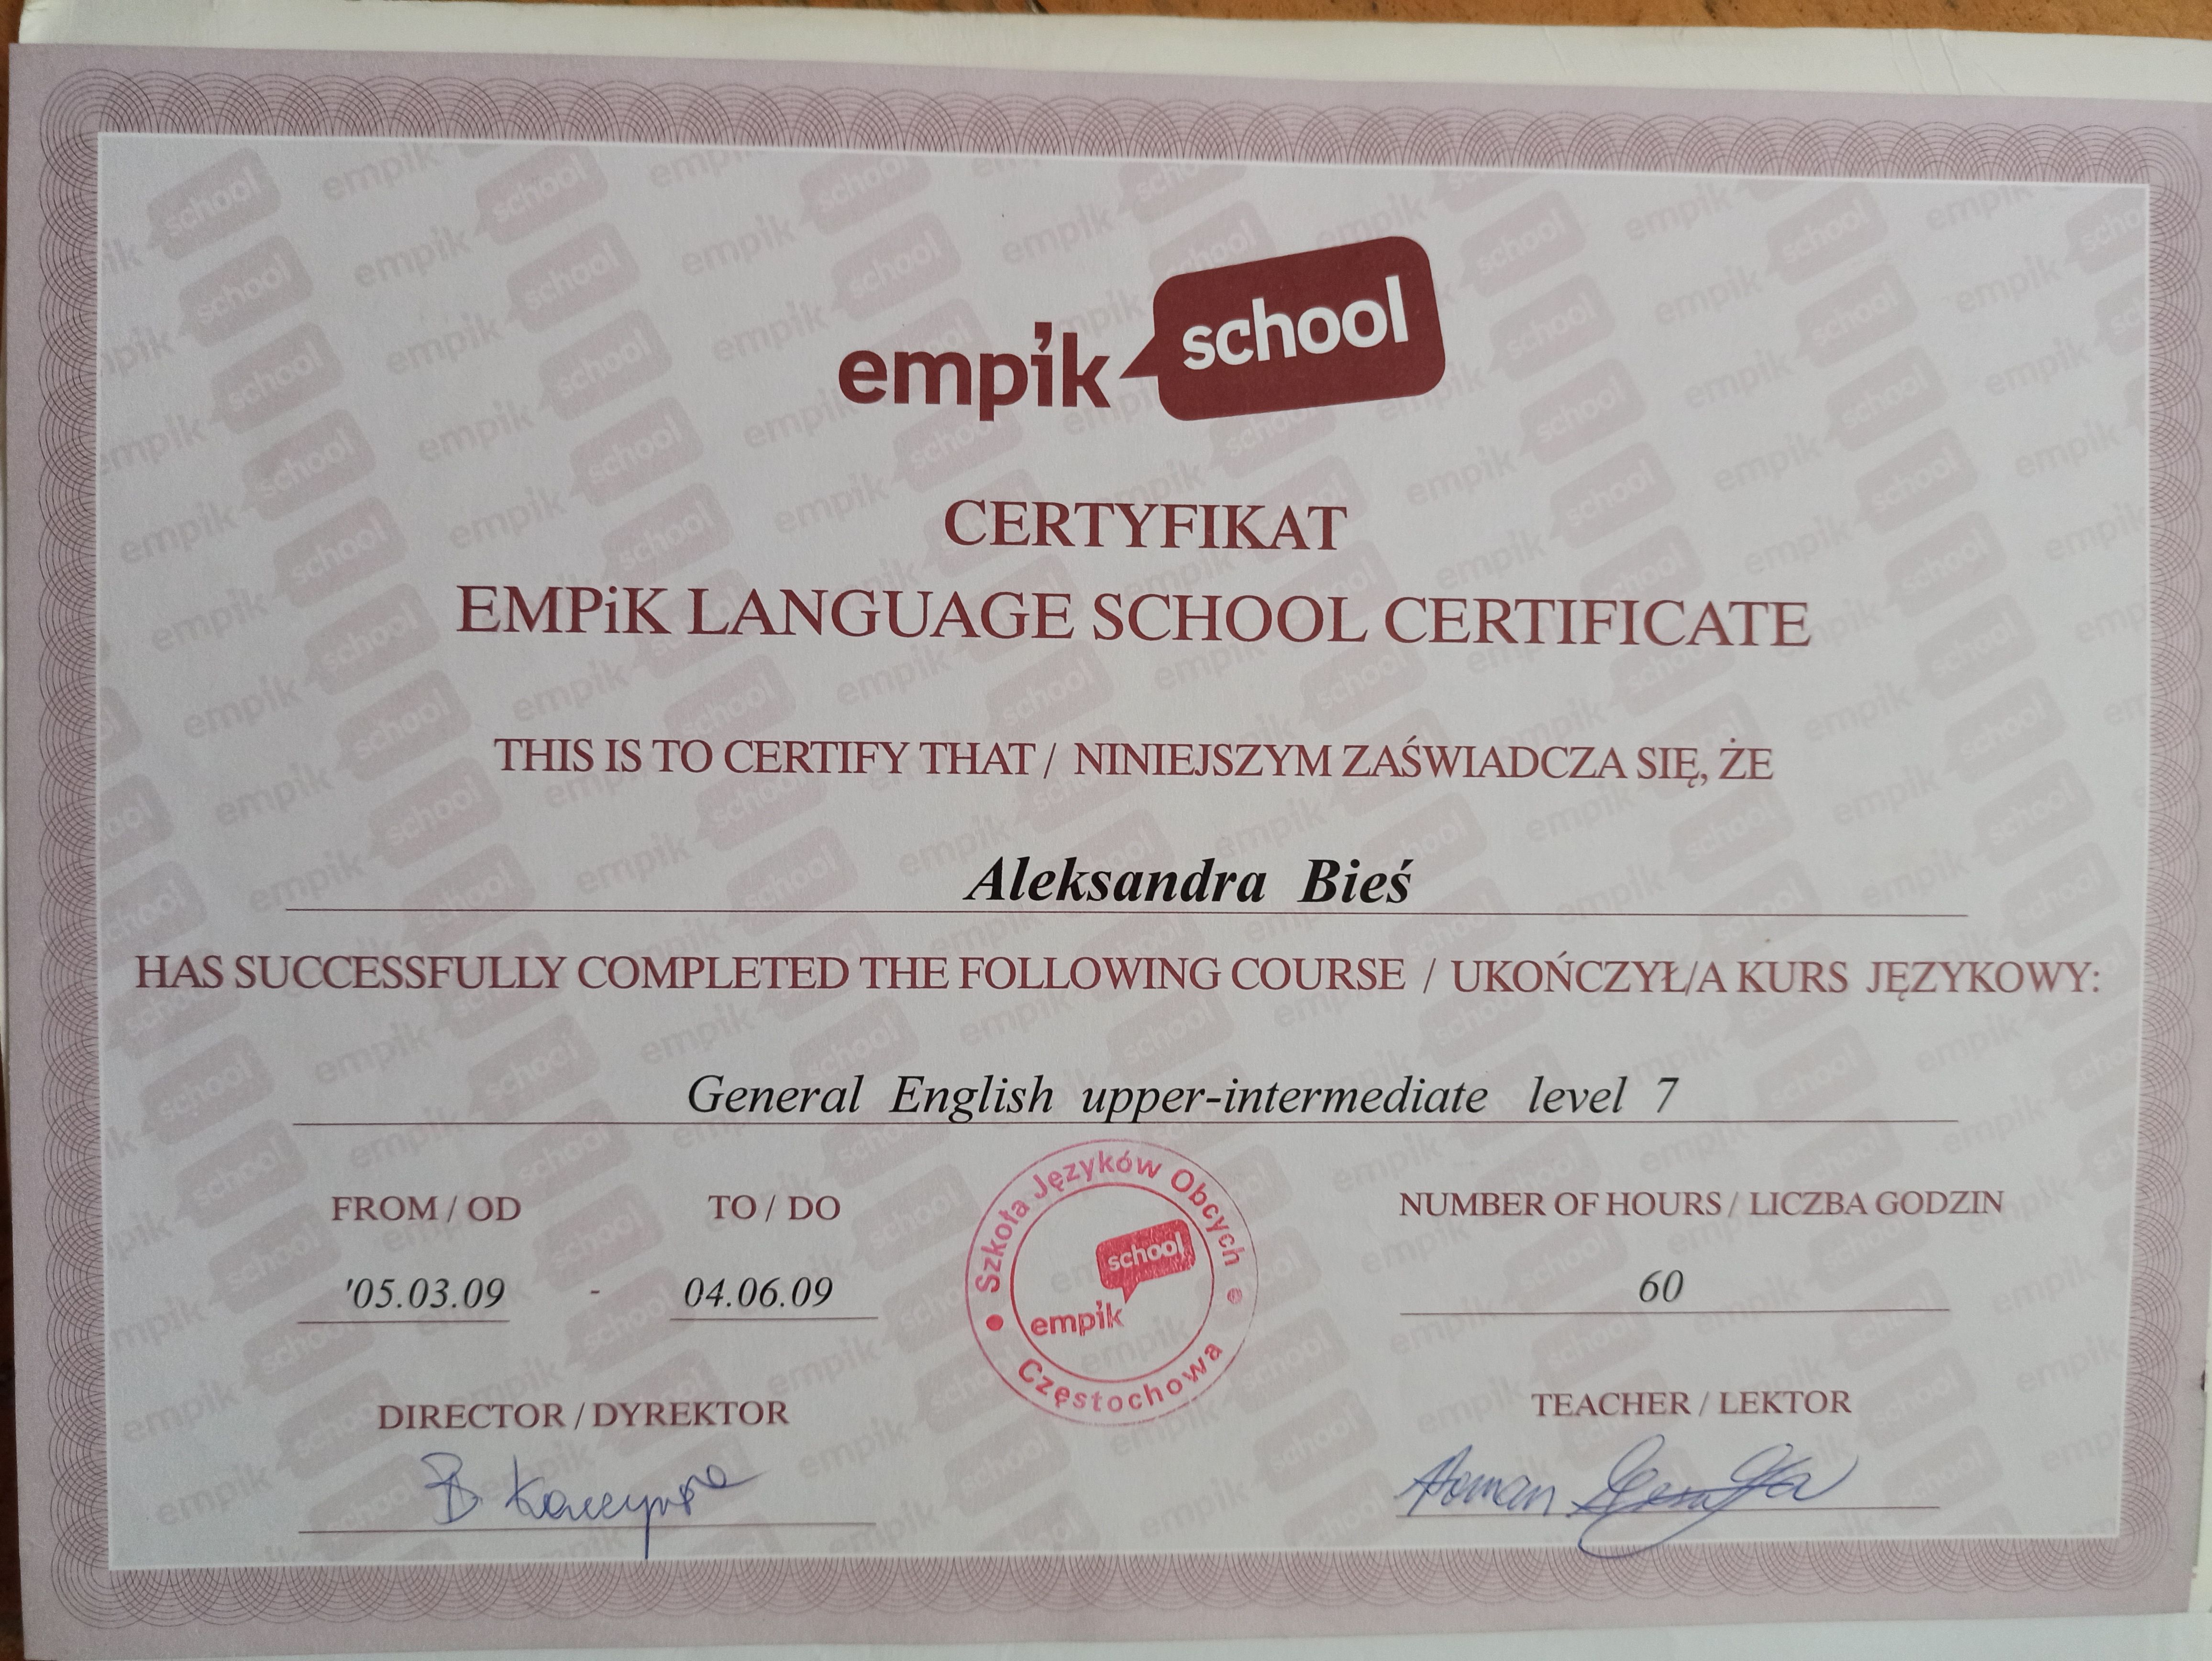 empik school
CERTYFIKAT
EMPiK LANGUAGE SCHOOL CERTIFICATE
THIS IS TO CERTIFY THAT / NINIEJSZYM ZAŚWIADCZA SIĘ, ŻE
Aleksandra Bieś
HAS SUCCESSFULLY COMPLETED THE FOLLOWING COURSE / UKOŃCZYŁ/A KURS JĘZYKOWY:
General English upper-intermediate level 7
FROM / OD TO / DO NUMBER OF HOURS / LICZBA GODZIN
'05.03.09 - 04.06.09 60
Szkoła Języków Obcych
empik school
Częstochowa
DIRECTOR / DYREKTOR TEACHER / LEKTOR